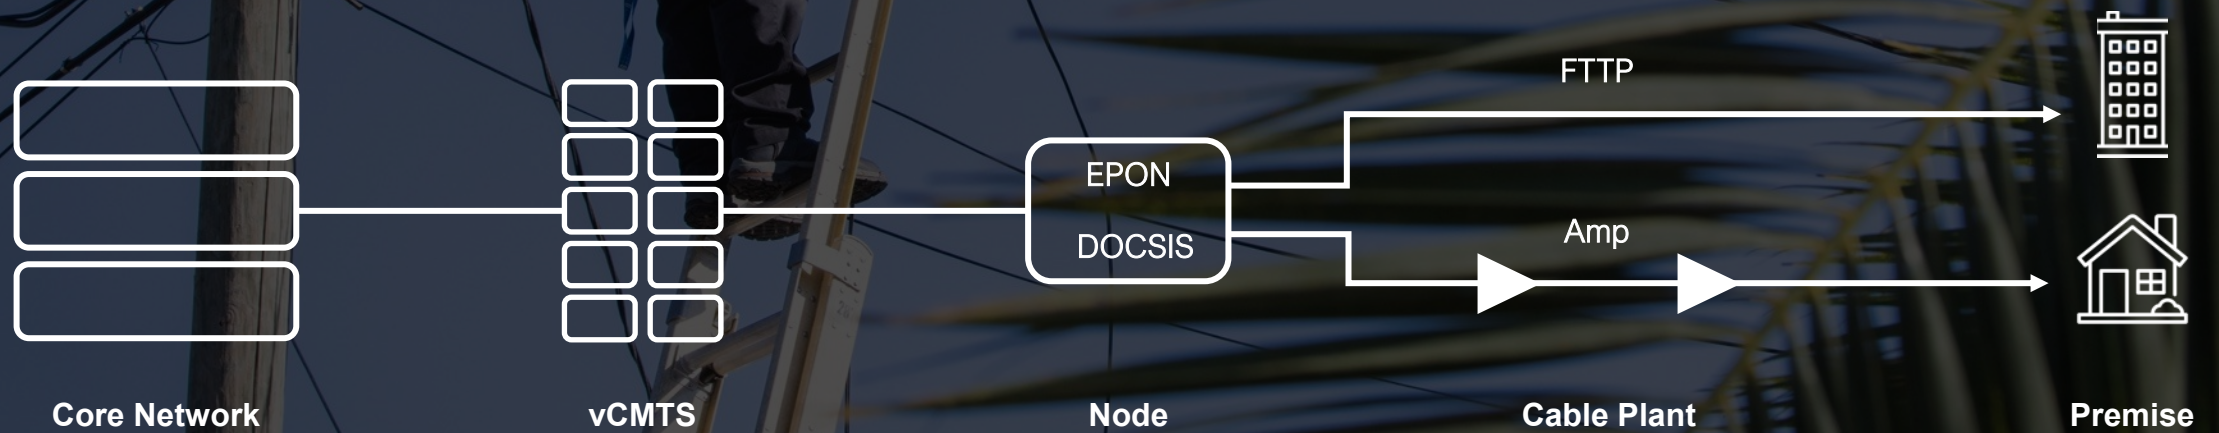 FTTP
EPON
DOCSIS
Amp
Core Network
vCMTS
Node
Cable Plant
Premise